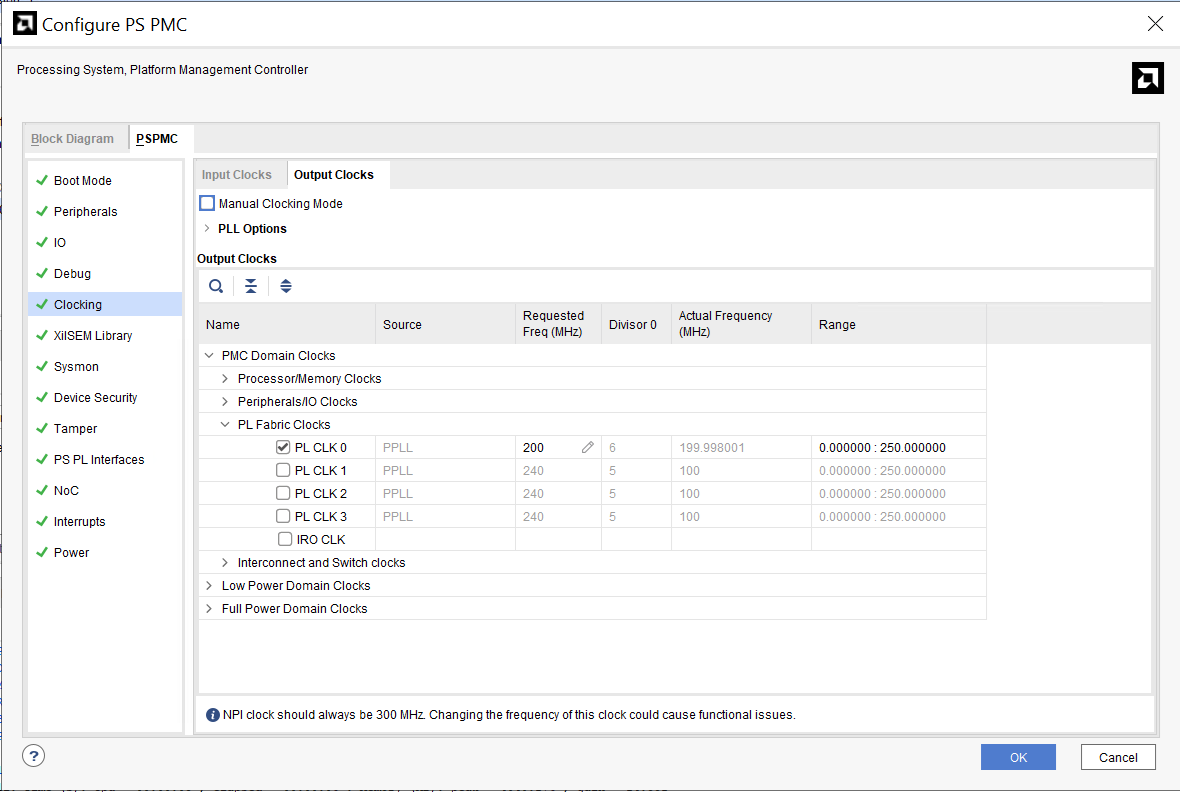 Configure PS PMC
Processing System, Platform Management Controller
Block Diagram PSPMC
Boot Mode
Peripherals
IO
Debug
Clocking
XilSEM Library
Sysmon
Device Security
Tamper
PS PL Interfaces
NoC
Interrupts
Power
Input Clocks Output Clocks
Manual Clocking Mode
PLL Options
Output Clocks
Name Source Requested Freq (MHz) Divisor 0 Actual Frequency (MHz) Range
PMC Domain Clocks
Processor/Memory Clocks
Peripherals/IO Clocks
PL Fabric Clocks
PL CLK 0 PPLL 200 6 199.998001 0.000000 : 250.000000
PL CLK 1 PPLL 240 5 100 0.000000 : 250.000000
PL CLK 2 PPLL 240 5 100 0.000000 : 250.000000
PL CLK 3 PPLL 240 5 100 0.000000 : 250.000000
IRO CLK
Interconnect and Switch clocks
Low Power Domain Clocks
Full Power Domain Clocks
NPI clock should always be 300 MHz. Changing the frequency of this clock could cause functional issues.
? OK Cancel